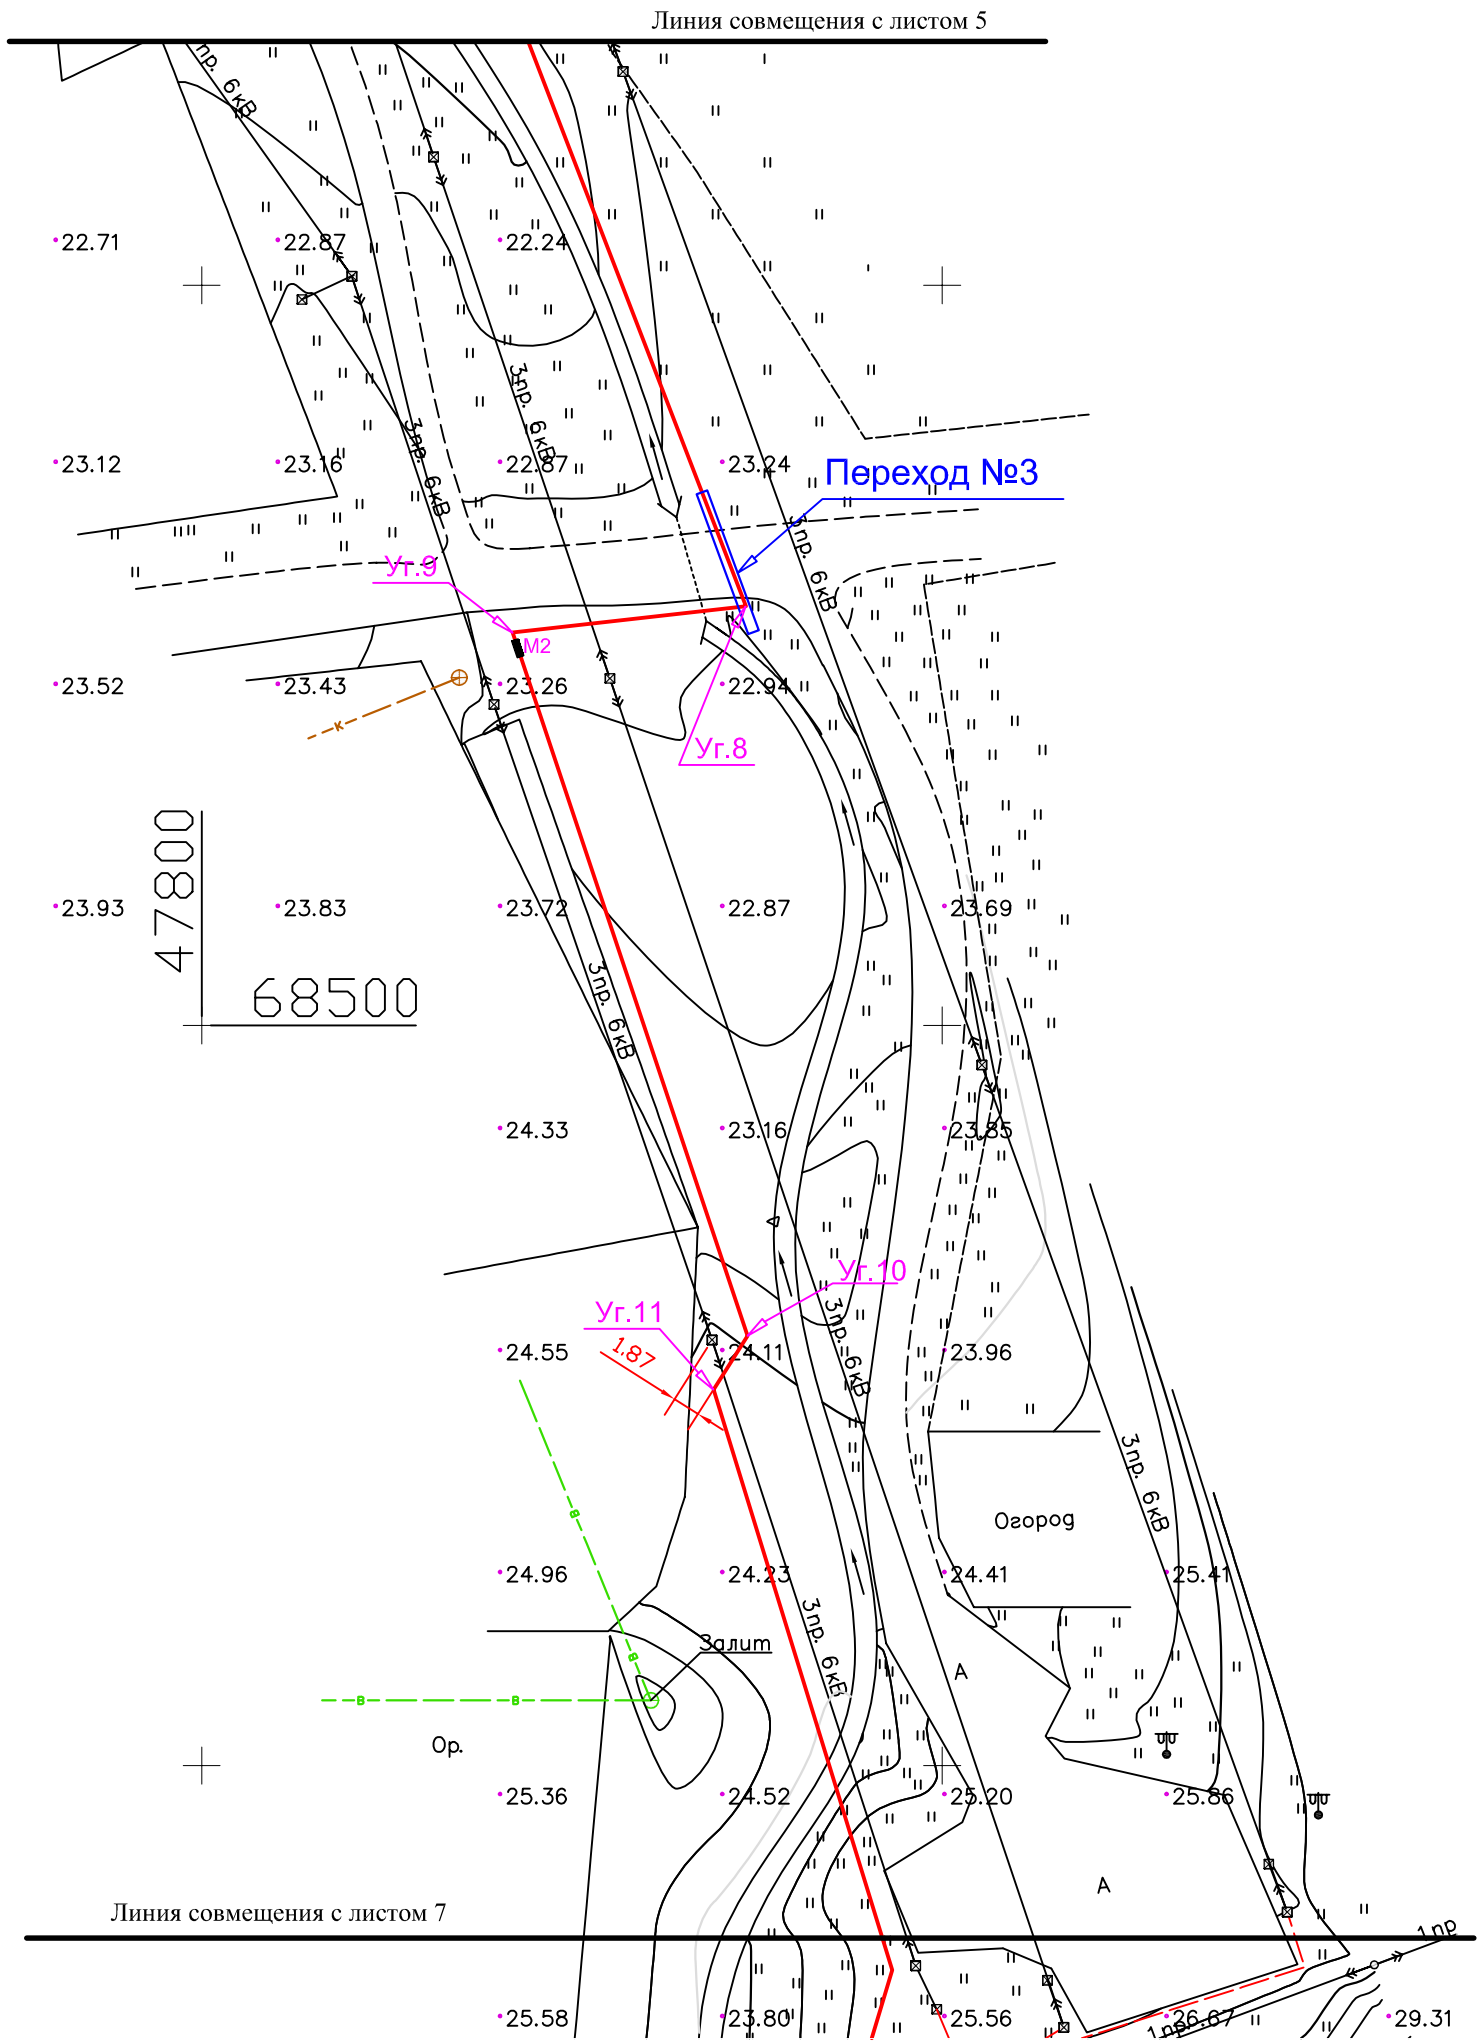 Линия совмещения с листом 5
пр. 6кВ
22.71
22.87
22.24
3пр. 6кВ
3пр. 6кВ
23.12
23.16
22.87
23.24
Переход №3
3пр. 6кВ
Уг.9
М2
23.52
23.43
23.26
22.94
к
Уг.8
47800
68500
23.93
23.83
23.72
22.87
23.69
3пр. 6кВ
24.33
23.16
23.85
Уг.10
Уг.11
3пр. 6кВ
1.87
24.55
24.11
23.96
3пр. 6кВ
в
Огород
24.96
24.23
24.41
25.41
3пр. 6кВ
Залит
в
А
в
в
Ор.
25.36
24.52
25.20
25.86
А
Линия совмещения с листом 7
1пр
25.58
23.80
25.56
1пр.
26.67
29.31